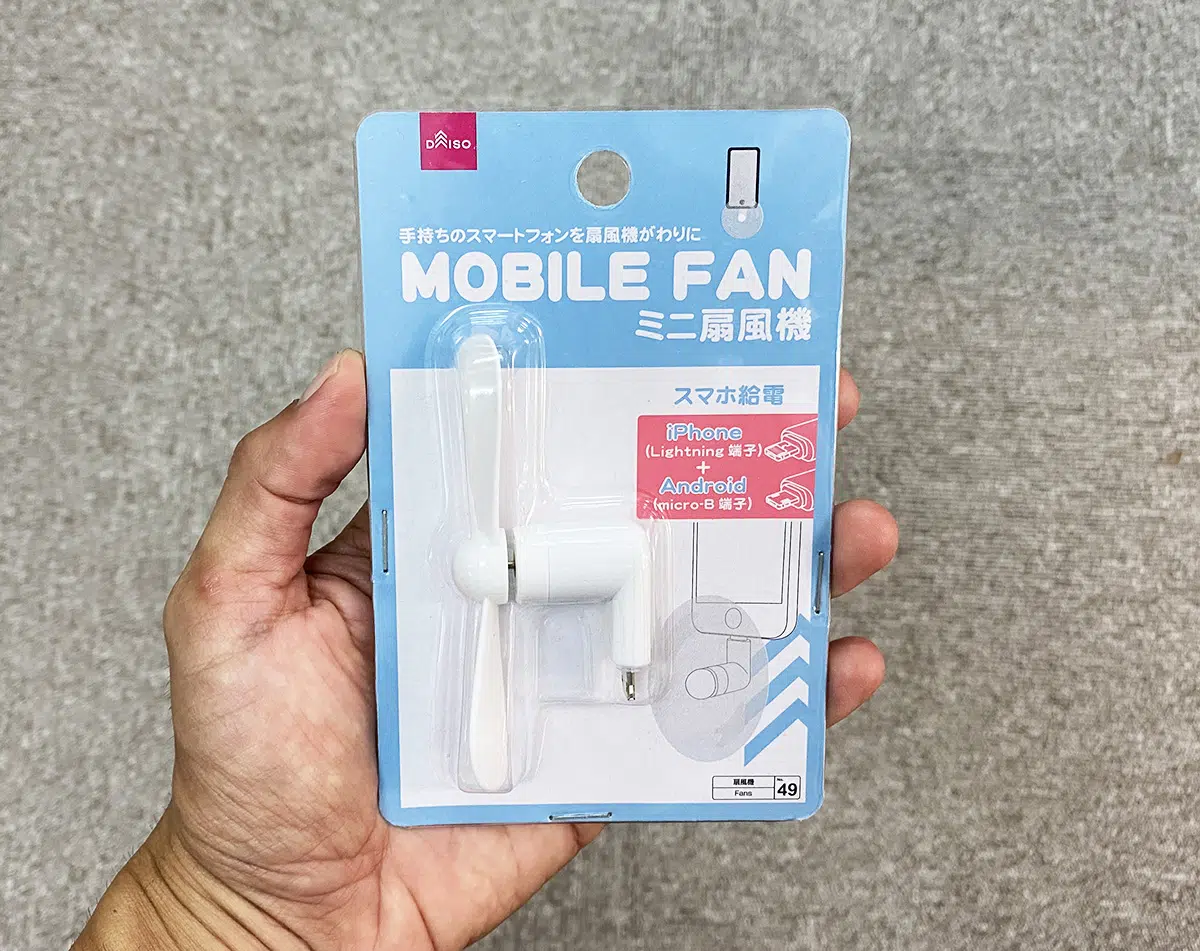 DAISO
手持ちのスマートフォンを扇風機がわりに
MOBILE FAN
ミニ扇風機
スマホ給電
iPhone
(Lightning 端子)
+
Android
(micro-B 端子)
扇風機
Fans
No.
49